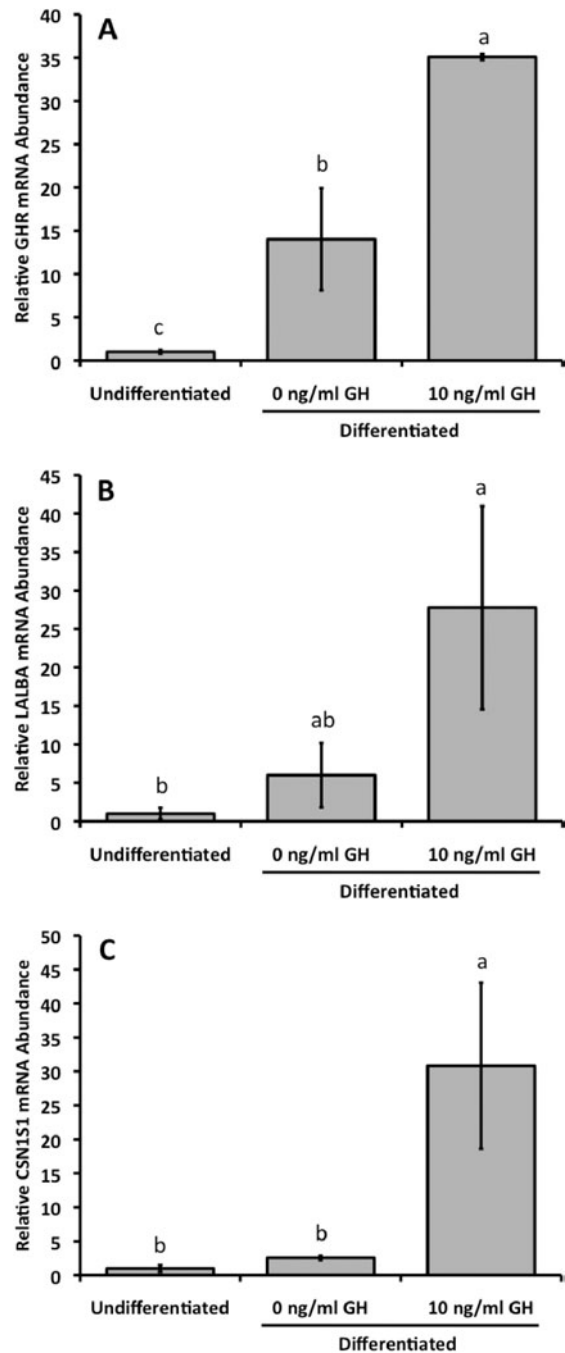 A
Relative GHR mRNA Abundance
40
35
30
25
20
15
10
5
0
c
b
a
Undifferentiated
0 ng/ml GH
10 ng/ml GH
Differentiated
B
Relative LALBA mRNA Abundance
45
40
35
30
25
20
15
10
5
0
b
ab
a
Undifferentiated
0 ng/ml GH
10 ng/ml GH
Differentiated
C
Relative CSN1S1 mRNA Abundance
50
45
40
35
30
25
20
15
10
5
0
b
b
a
Undifferentiated
0 ng/ml GH
10 ng/ml GH
Differentiated